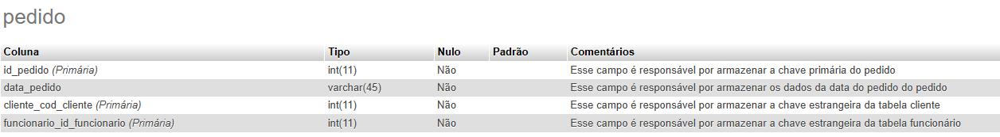 pedido
Coluna Tipo Nulo Padrão Comentários
id_pedido (Primária) int(11) Não Esse campo é responsável por armazenar a chave primária do pedido
data_pedido varchar(45) Não Esse campo é responsável por armazenar os dados da data do pedido do pedido
cliente_cod_cliente (Primária) int(11) Não Esse campo é responsável por armazenar a chave estrangeira da tabela cliente
funcionario_id_funcionario (Primária) int(11) Não Esse campo é responsável por armazenar a chave estrangeira da tabela funcionário